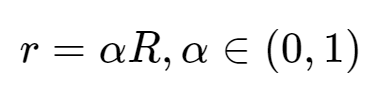 r = αR, α ∈ (0, 1)